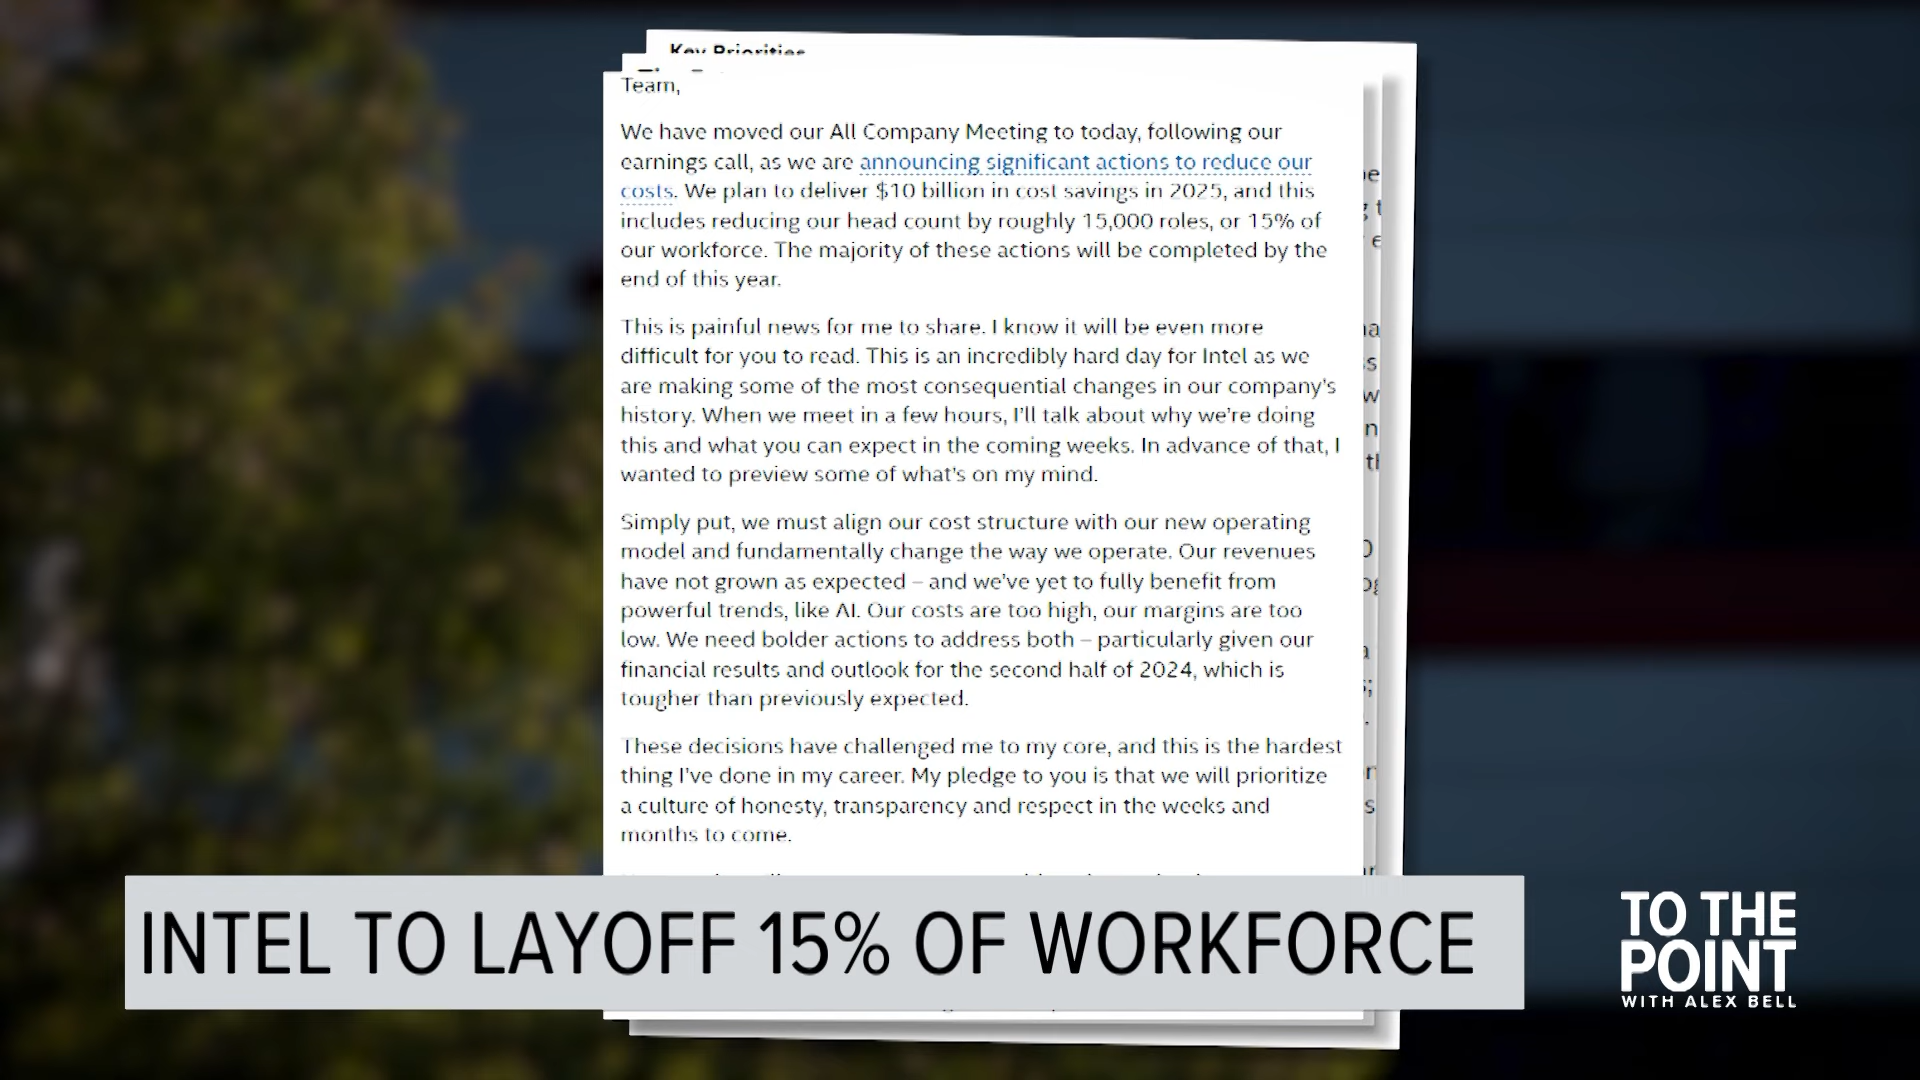 Key Priorities
Team,
We have moved our All Company Meeting to today, following our
earnings call, as we are announcing significant actions to reduce our
costs. We plan to deliver $10 billion in cost savings in 2025, and this
includes reducing our head count by roughly 15,000 roles, or 15% of
our workforce. The majority of these actions will be completed by the
end of this year.
This is painful news for me to share. I know it will be even more
difficult for you to read. This is an incredibly hard day for Intel as we
are making some of the most consequential changes in our company's
history. When we meet in a few hours, I'll talk about why we're doing
this and what you can expect in the coming weeks. In advance of that, I
wanted to preview some of what's on my mind.
Simply put, we must align our cost structure with our new operating
model and fundamentally change the way we operate. Our revenues
have not grown as expected – and we've yet to fully benefit from
powerful trends, like AI. Our costs are too high, our margins are too
low. We need bolder actions to address both – particularly given our
financial results and outlook for the second half of 2024, which is
tougher than previously expected.
These decisions have challenged me to my core, and this is the hardest
thing I've done in my career. My pledge to you is that we will prioritize
a culture of honesty, transparency and respect in the weeks and
months to come.
INTEL TO LAYOFF 15% OF WORKFORCE
TO THE
POINT
WITH ALEX BELL